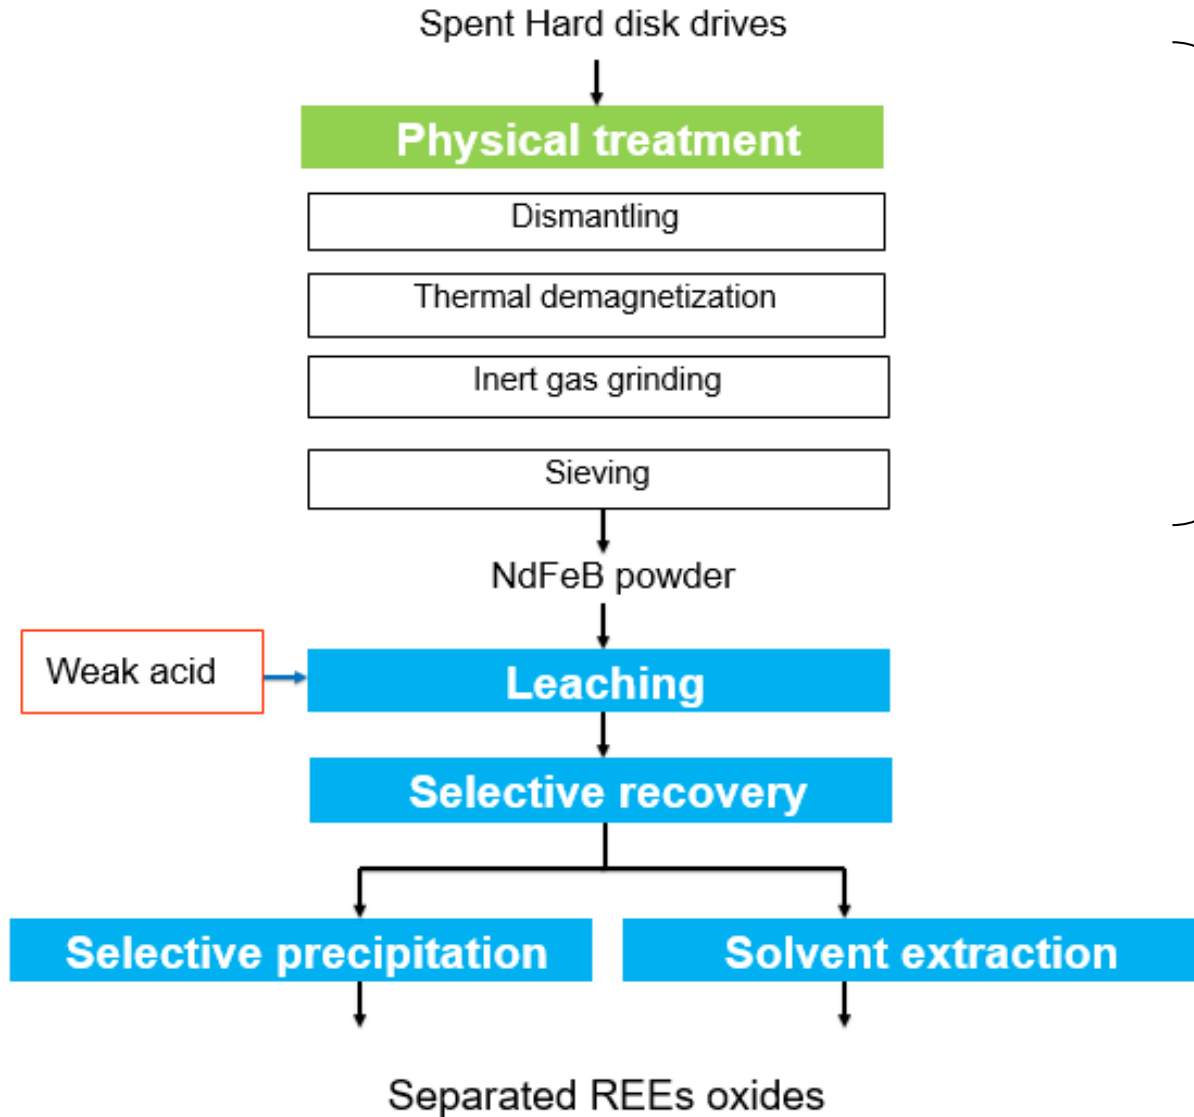 Spent Hard disk drives
Physical treatment
Dismantling
Thermal demagnetization
Inert gas grinding
Sieving
NdFeB powder
Weak acid
Leaching
Selective recovery
Selective precipitation
Solvent extraction
Separated REEs oxides